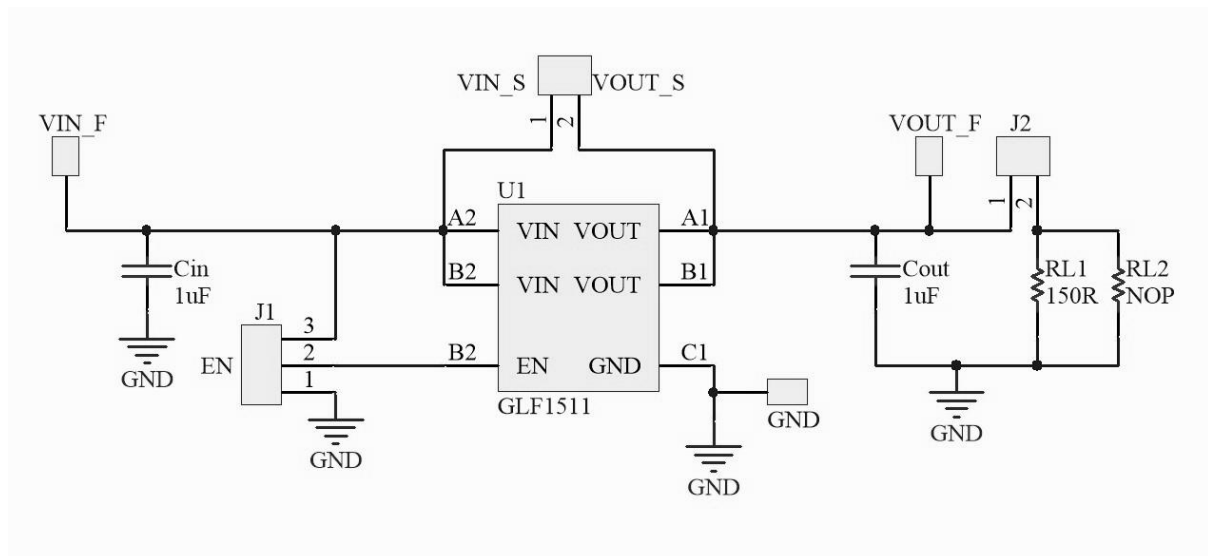 VIN_S
VOUT_S
1
2
VIN_F
VOUT_F
J2
1
2
U1
A2
VIN VOUT
A1
B2
VIN VOUT
B1
Cin
1uF
GND
J1
EN
3
2
1
GND
B2
EN GND
C1
GLF1511
GND
GND
Cout
1uF
RL1
150R
RL2
NOP
GND